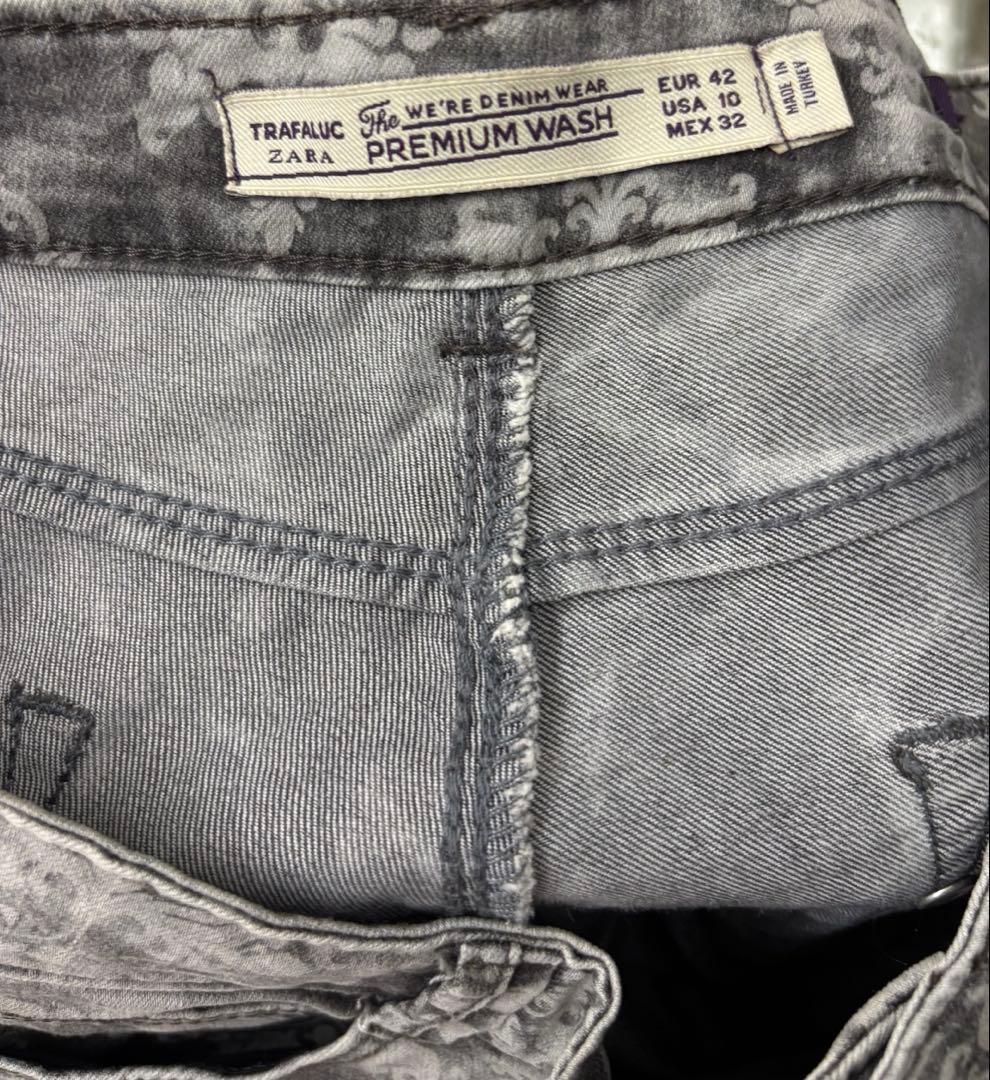 TRAFALUC
ZARA
The WE'RE DENIM WEAR
PREMIUM WASH
EUR 42
USA 10
MEX 32
MADE IN
TURKEY